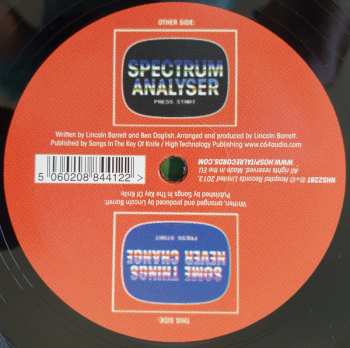 OTHER SIDE:
SPECTRUM
ANALYSER
PRESS START
Written by Lincoln Barrett and Ben Daglish. Arranged and produced by Lincoln Barrett.
Published by Songs In The Key Of Knife / High Technology Publishing www.c64audio.com
5 060208 844122 >
THIS SIDE:
SOME THINGS
NEVER CHANGE
PRESS START
Written, arranged and produced by Lincoln Barrett.
Published by Songs In The Key Of Knife.
NHS228T ℗ © Hospital Records Limited 2013.
All rights reserved. Made in the EU.
WWW.HOSPITALRECORDS.COM